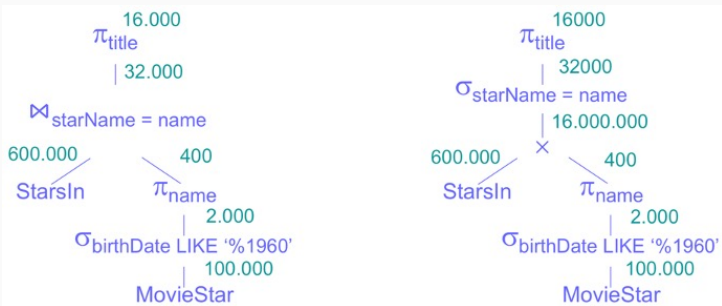 16.000
π title
32.000
⋈ starName = name
600.000
400
StarsIn
π name
2.000
σ birthDate LIKE ‘%1960’
100.000
MovieStar
16000
π title
32000
σ starName = name
16.000.000
×
600.000
400
StarsIn
π name
2.000
σ birthDate LIKE ‘%1960’
100.000
MovieStar